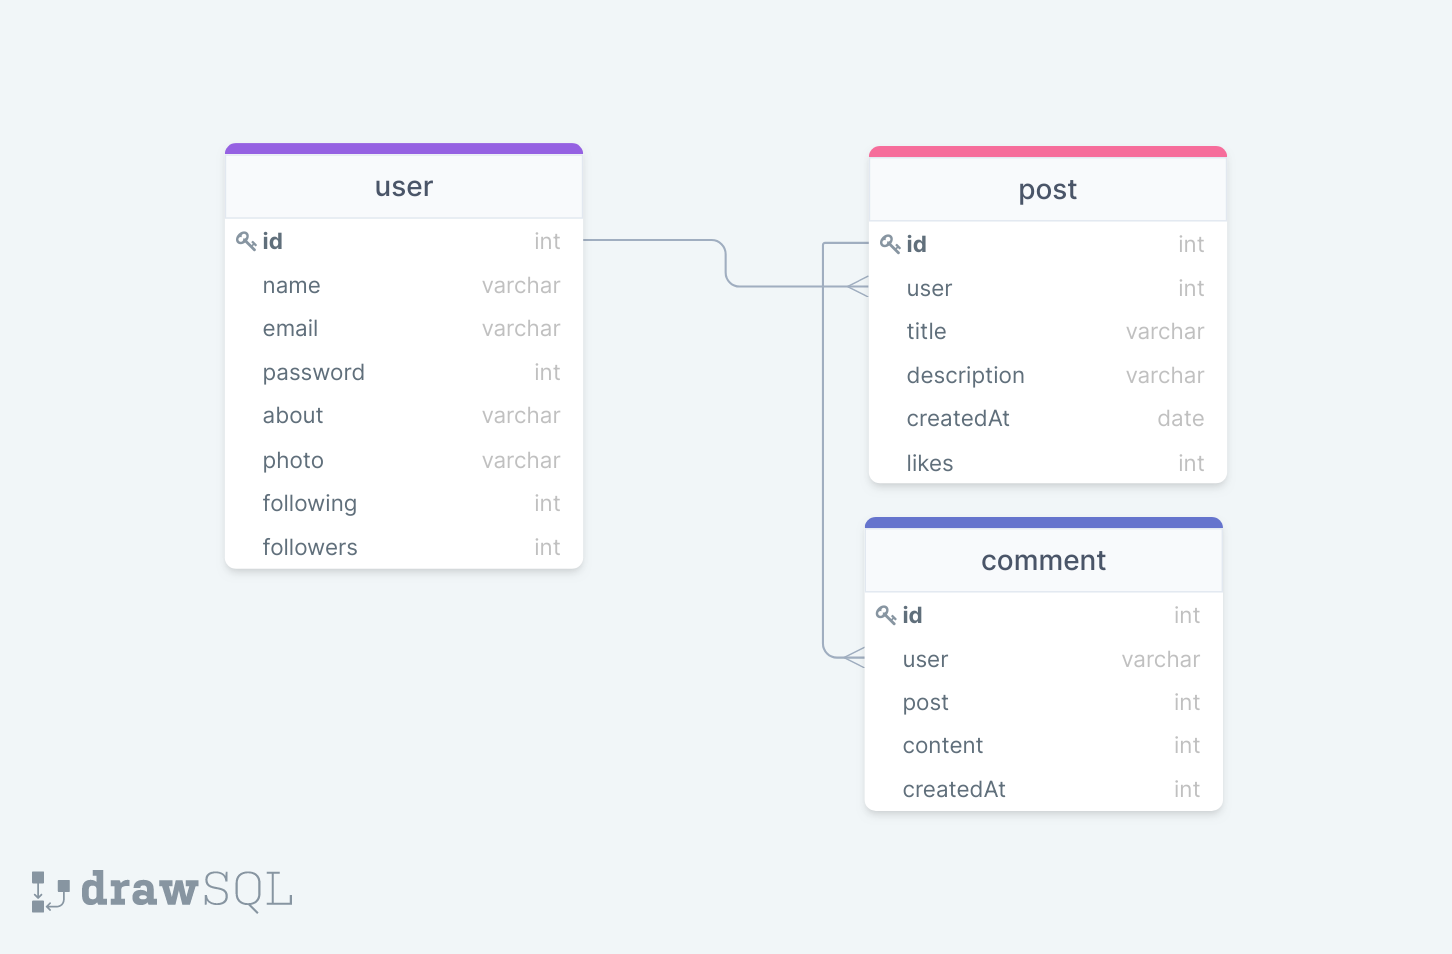 user
id int
name varchar
email varchar
password int
about varchar
photo varchar
following int
followers int
post
id int
user int
title varchar
description varchar
createdAt date
likes int
comment
id int
user varchar
post int
content int
createdAt int
drawSQL